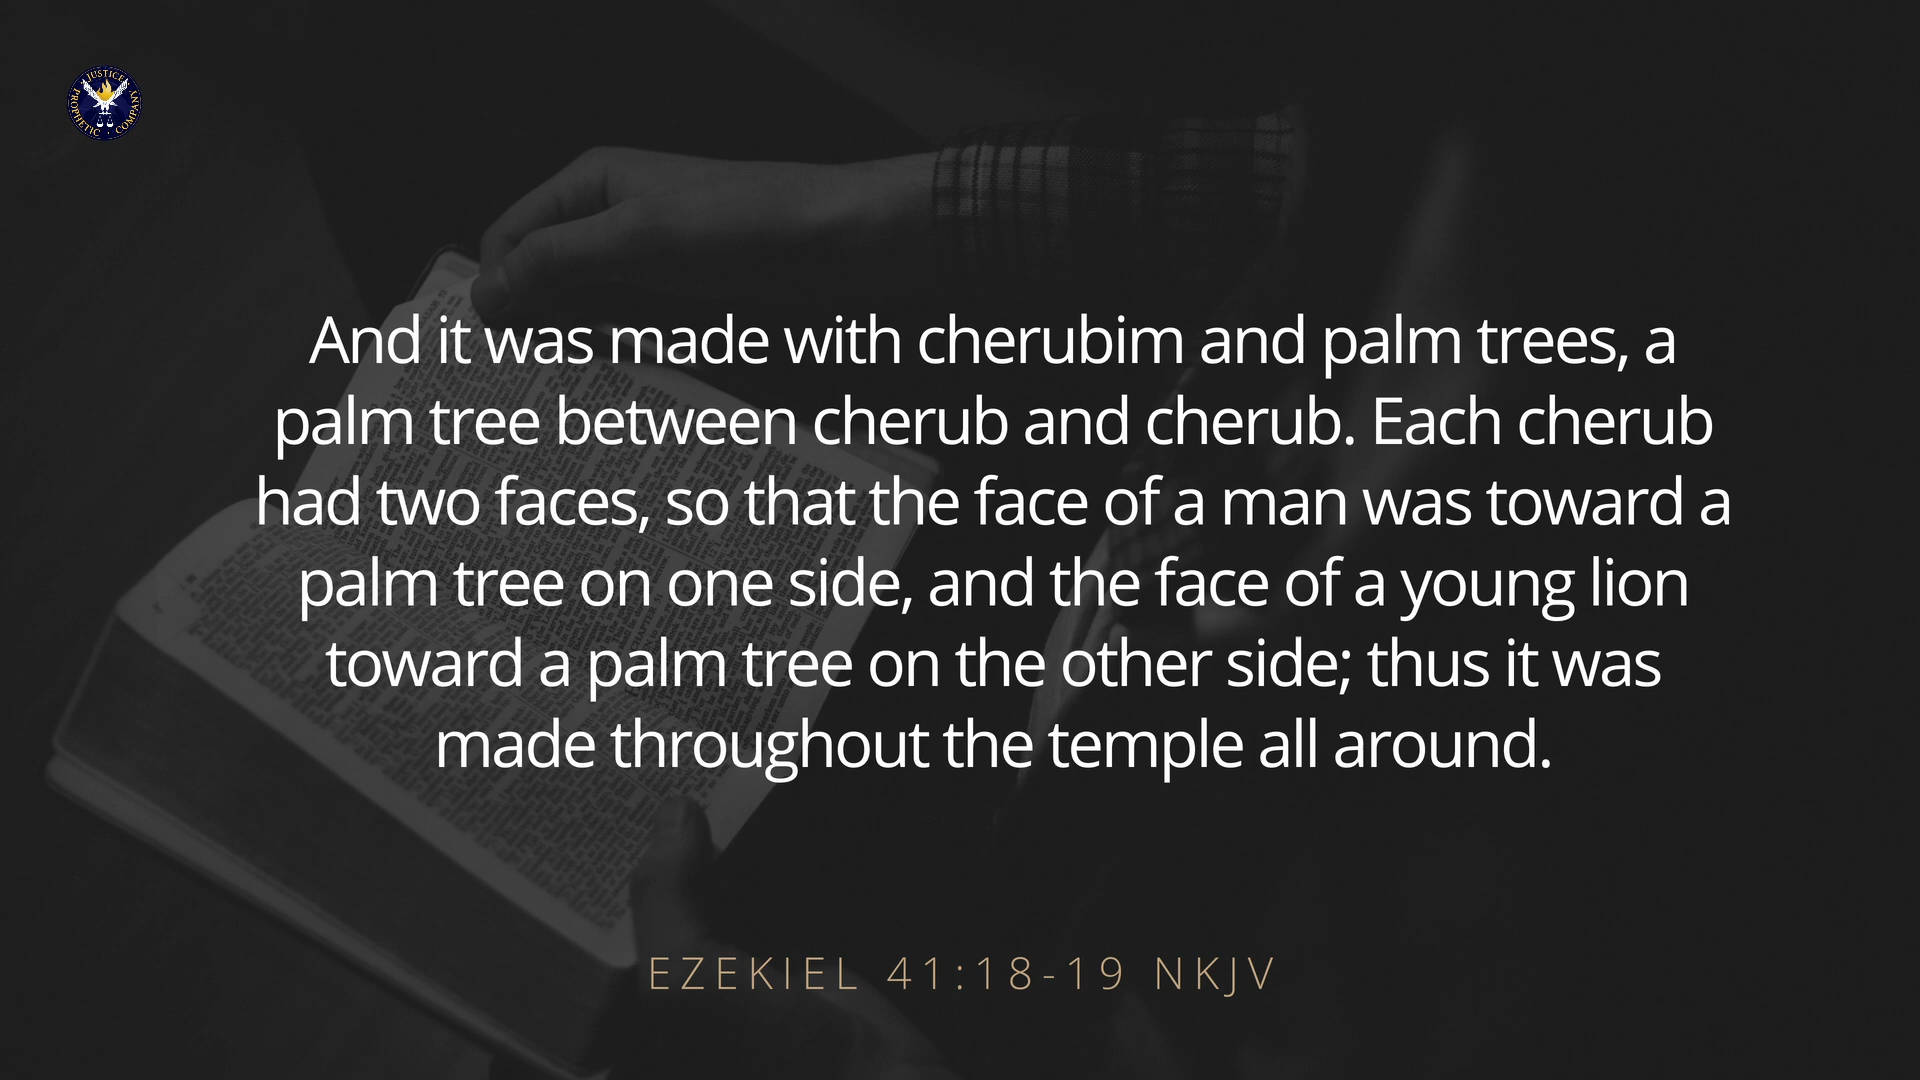 JUSTICE
PROPHETIC · COMPANY
And it was made with cherubim and palm trees, a
palm tree between cherub and cherub. Each cherub
had two faces, so that the face of a man was toward a
palm tree on one side, and the face of a young lion
toward a palm tree on the other side; thus it was
made throughout the temple all around.
EZEKIEL 41:18-19 NKJV